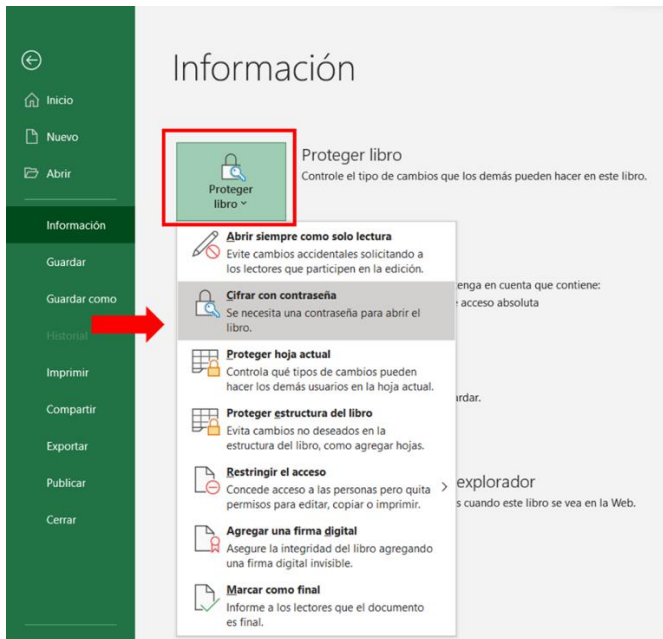 Información
Inicio
Nuevo
Abrir
Información
Guardar
Guardar como
Historial
Imprimir
Compartir
Exportar
Publicar
Cerrar
Proteger libro
Proteger libro
Controle el tipo de cambios que los demás pueden hacer en este libro.
Abrir siempre como solo lectura
Evite cambios accidentales solicitando a
los lectores que participen en la edición.
Cifrar con contraseña
Se necesita una contraseña para abrir el
libro.
Proteger hoja actual
Controla qué tipos de cambios pueden
hacer los demás usuarios en la hoja actual.
Proteger estructura del libro
Evita cambios no deseados en la
estructura del libro, como agregar hojas.
Restringir el acceso
Concede acceso a las personas pero quita
permisos para editar, copiar o imprimir.
Agregar una firma digital
Asegure la integridad del libro agregando
una firma digital invisible.
Marcar como final
Informe a los lectores que el documento
es final.
enga en cuenta que contiene:
acceso absoluta
rdar.
explorador
s cuando este libro se vea en la Web.